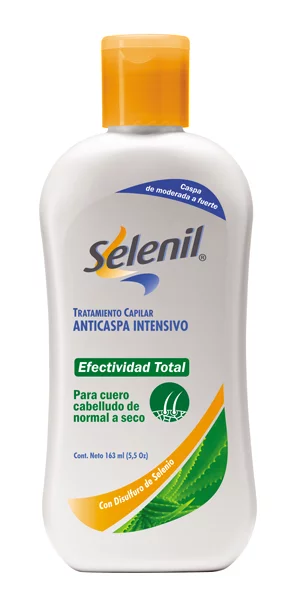 Caspa
de moderada a fuerte
Selenil®
TRATAMIENTO CAPILAR
ANTICASPA INTENSIVO
Efectividad Total
Para cuero
cabelludo de
normal a seco
Cont. Neto 163 ml (5,5 Oz)
Con Disulfuro de Selenio